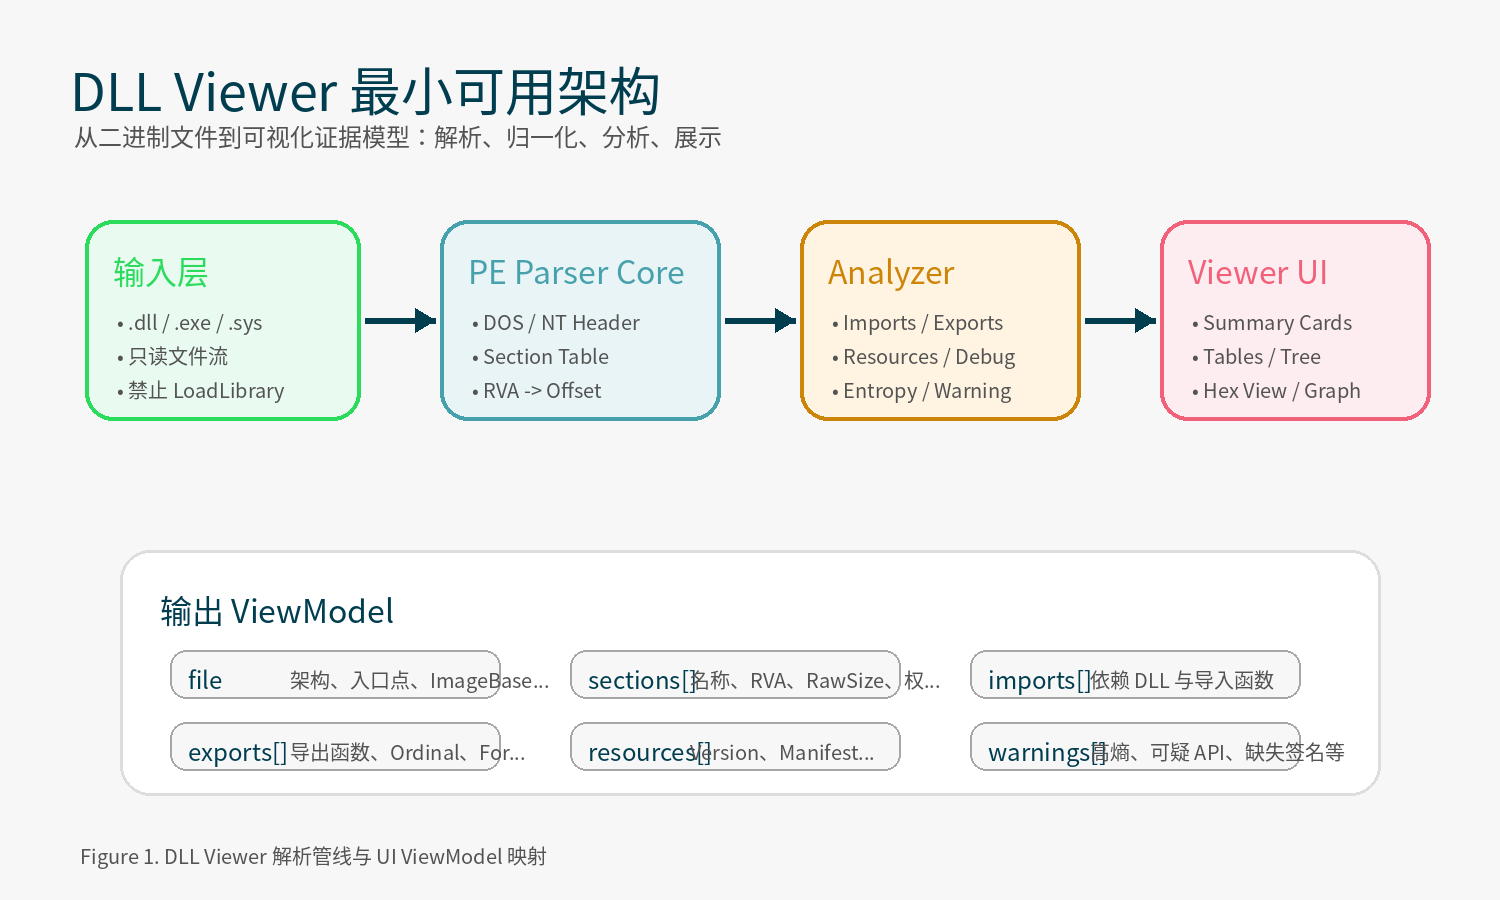 DLL Viewer 最小可用架构
从二进制文件到可视化证据模型：解析、归一化、分析、展示
输入层
• .dll / .exe / .sys
• 只读文件流
• 禁止 LoadLibrary
PE Parser Core
• DOS / NT Header
• Section Table
• RVA -> Offset
Analyzer
• Imports / Exports
• Resources / Debug
• Entropy / Warning
Viewer UI
• Summary Cards
• Tables / Tree
• Hex View / Graph
输出 ViewModel
file 架构、入口点、ImageBase...
sections[] 名称、RVA、RawSize、权...
imports[] 依赖 DLL 与导入函数
exports[] 导出函数、Ordinal、For...
resources[] Version、Manifest...
warnings[] 高熵、可疑 API、缺失签名等
Figure 1. DLL Viewer 解析管线与 UI ViewModel 映射